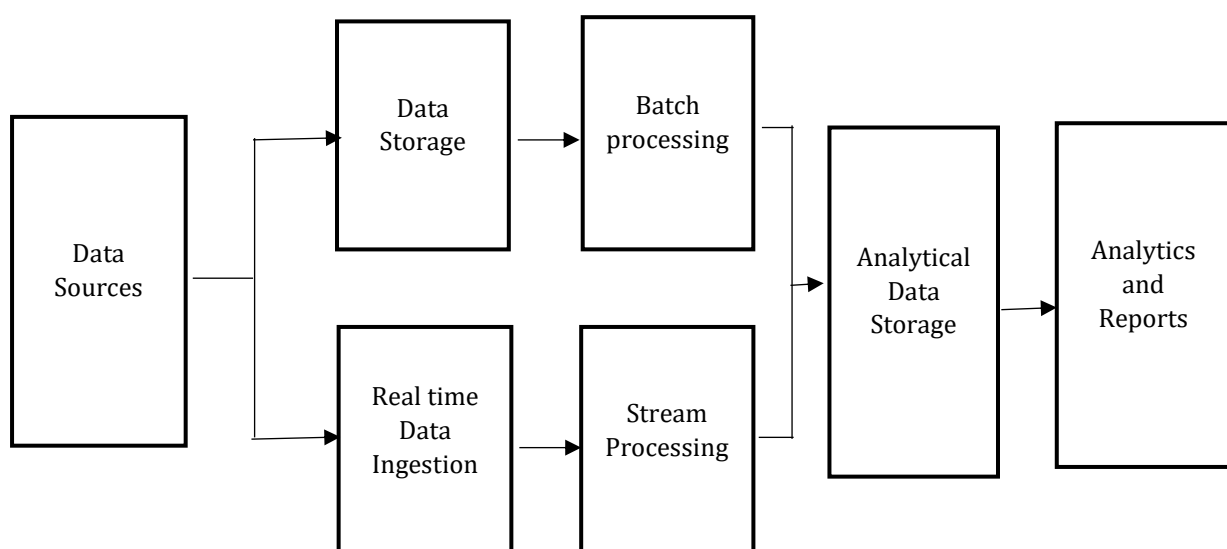 Data
Sources
Data
Storage
Batch
processing
Real time
Data
Ingestion
Stream
Processing
Analytical
Data
Storage
Analytics
and
Reports